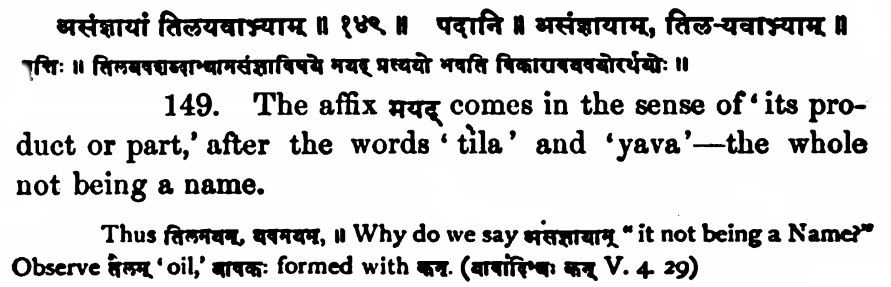 असंज्ञायां तिलयवाभ्याम् ॥ १४९ ॥ पदानि ॥ असंज्ञायाम्, तिल-यवाभ्याम् ॥
वृत्तिः ॥ तिलयवशब्दाभ्यामसंज्ञाविषये मयट् प्रत्ययो भवति विकारावयवयोरर्थयोः ॥
149. The affix मयट् comes in the sense of 'its pro-
duct or part,' after the words 'tila' and 'yava'—the whole
not being a name.
Thus तिलमयम्, यवमयम्, ॥ Why do we say असंज्ञायाम् "it not being a Name?"
Observe तैलम् 'oil,' यावकः formed with कन्. (यावादिभ्यः कन् V. 4. 29)